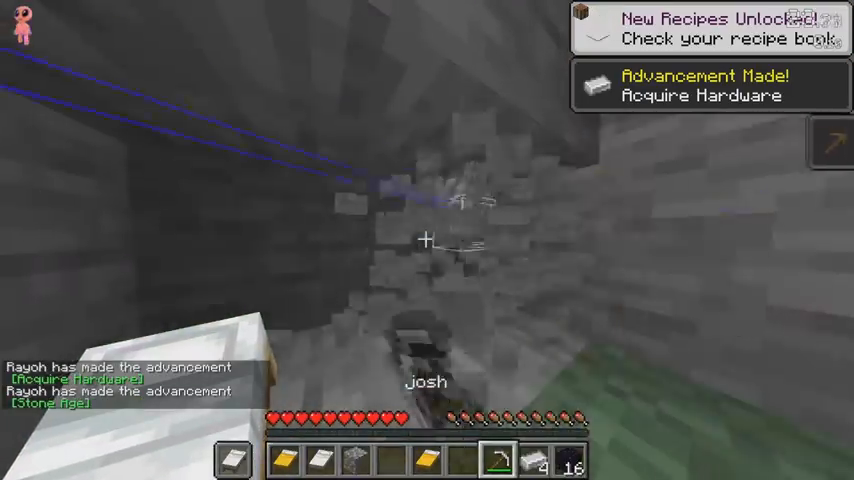 New Recipes Unlocked!
Check your recipe book.
Advancement Made!
Acquire Hardware
Rayoh has made the advancement
[Acquire Hardware]
Rayoh has made the advancement
[Stone Age]
josh
4
16